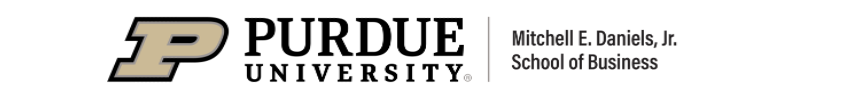 P
PURDUE
UNIVERSITY®
Mitchell E. Daniels, Jr.
School of Business